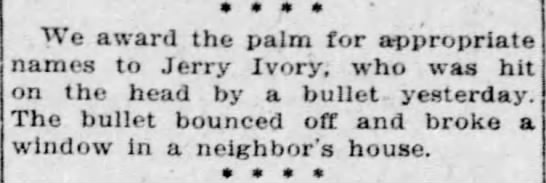 * * * *
We award the palm for appropriate
names to Jerry Ivory, who was hit
on the head by a bullet yesterday.
The bullet bounced off and broke a
window in a neighbor's house.
* * * *